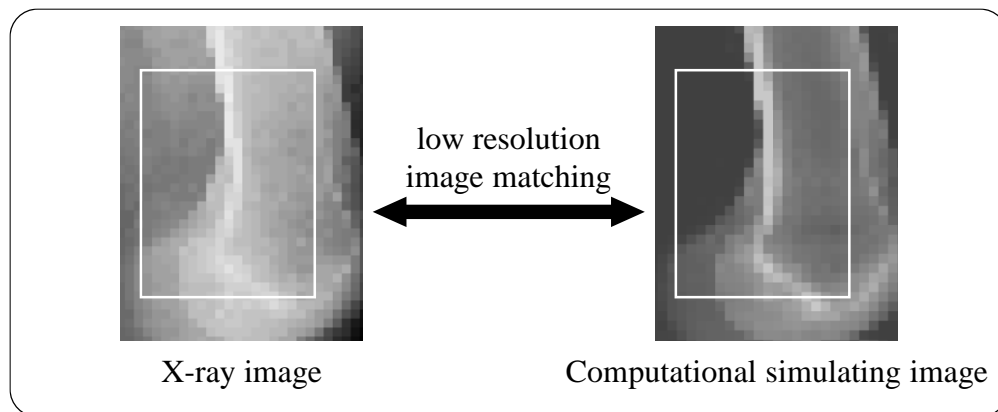 low resolution
image matching
X-ray image
Computational simulating image